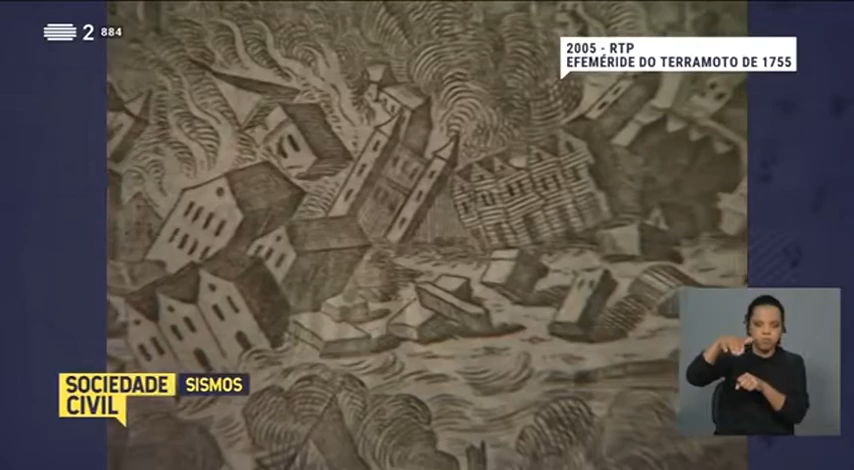 2 884
2005 - RTP
EFEMÉRIDE DO TERRAMOTO DE 1755
SOCIEDADE
CIVIL
SISMOS